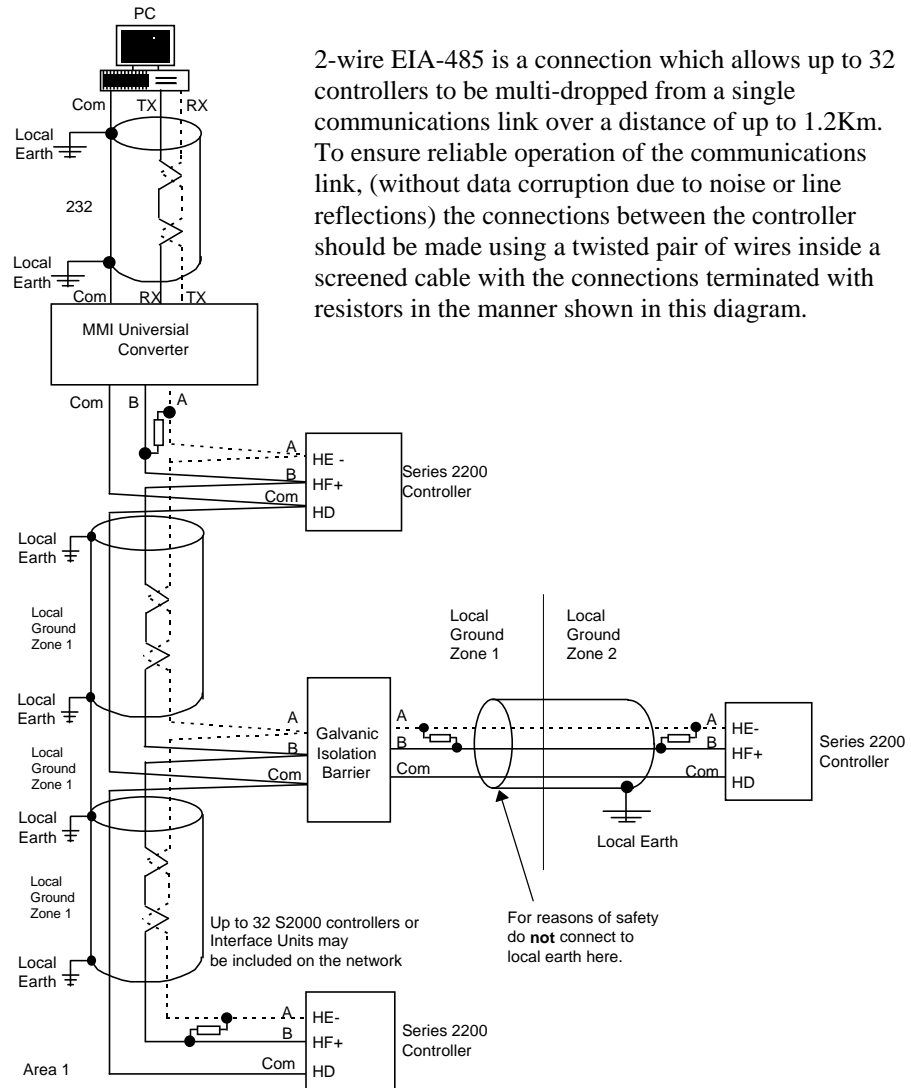 PC
2-wire EIA-485 is a connection which allows up to 32
controllers to be multi-dropped from a single
communications link over a distance of up to 1.2Km.
To ensure reliable operation of the communications
link, (without data corruption due to noise or line
reflections) the connections between the controller
should be made using a twisted pair of wires inside a
screened cable with the connections terminated with
resistors in the manner shown in this diagram.
Com TX RX
Local
Earth
232
Local
Earth
Com RX TX
MMI Universial
Converter
Com B A
A
B
Com
HE -
HF+
HD
Series 2200
Controller
Local
Earth
Local
Ground
Zone 1
Local
Earth
Local
Ground
Zone 1
A
B
Com
Galvanic
Isolation
Barrier
A
B
Com
Local
Ground
Zone 1
Local
Ground
Zone 2
A
B
Com
HE-
HF+
HD
Series 2200
Controller
Local Earth
For reasons of safety
do not connect to
local earth here.
Local
Earth
Local
Ground
Zone 1
Up to 32 S2000 controllers or
Interface Units may
be included on the network
Local
Earth
A
B
Com
HE-
HF+
HD
Series 2200
Controller
Area 1